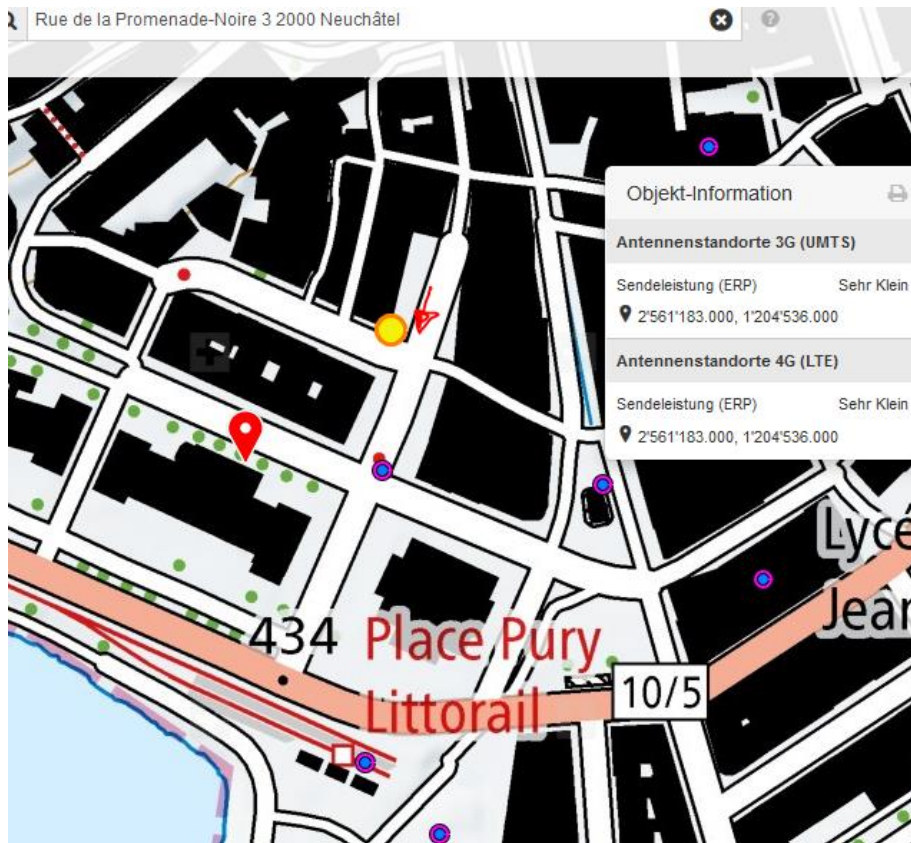 Rue de la Promenade-Noire 3 2000 Neuchâtel
?
Objekt-Information
Antennenstandorte 3G (UMTS)
Sendeleistung (ERP) Sehr Klein
2'561'183.000, 1'204'536.000
Antennenstandorte 4G (LTE)
Sendeleistung (ERP) Sehr Klein
2'561'183.000, 1'204'536.000
Lyce
Jear
434 Place Pury
Littorail
10/5